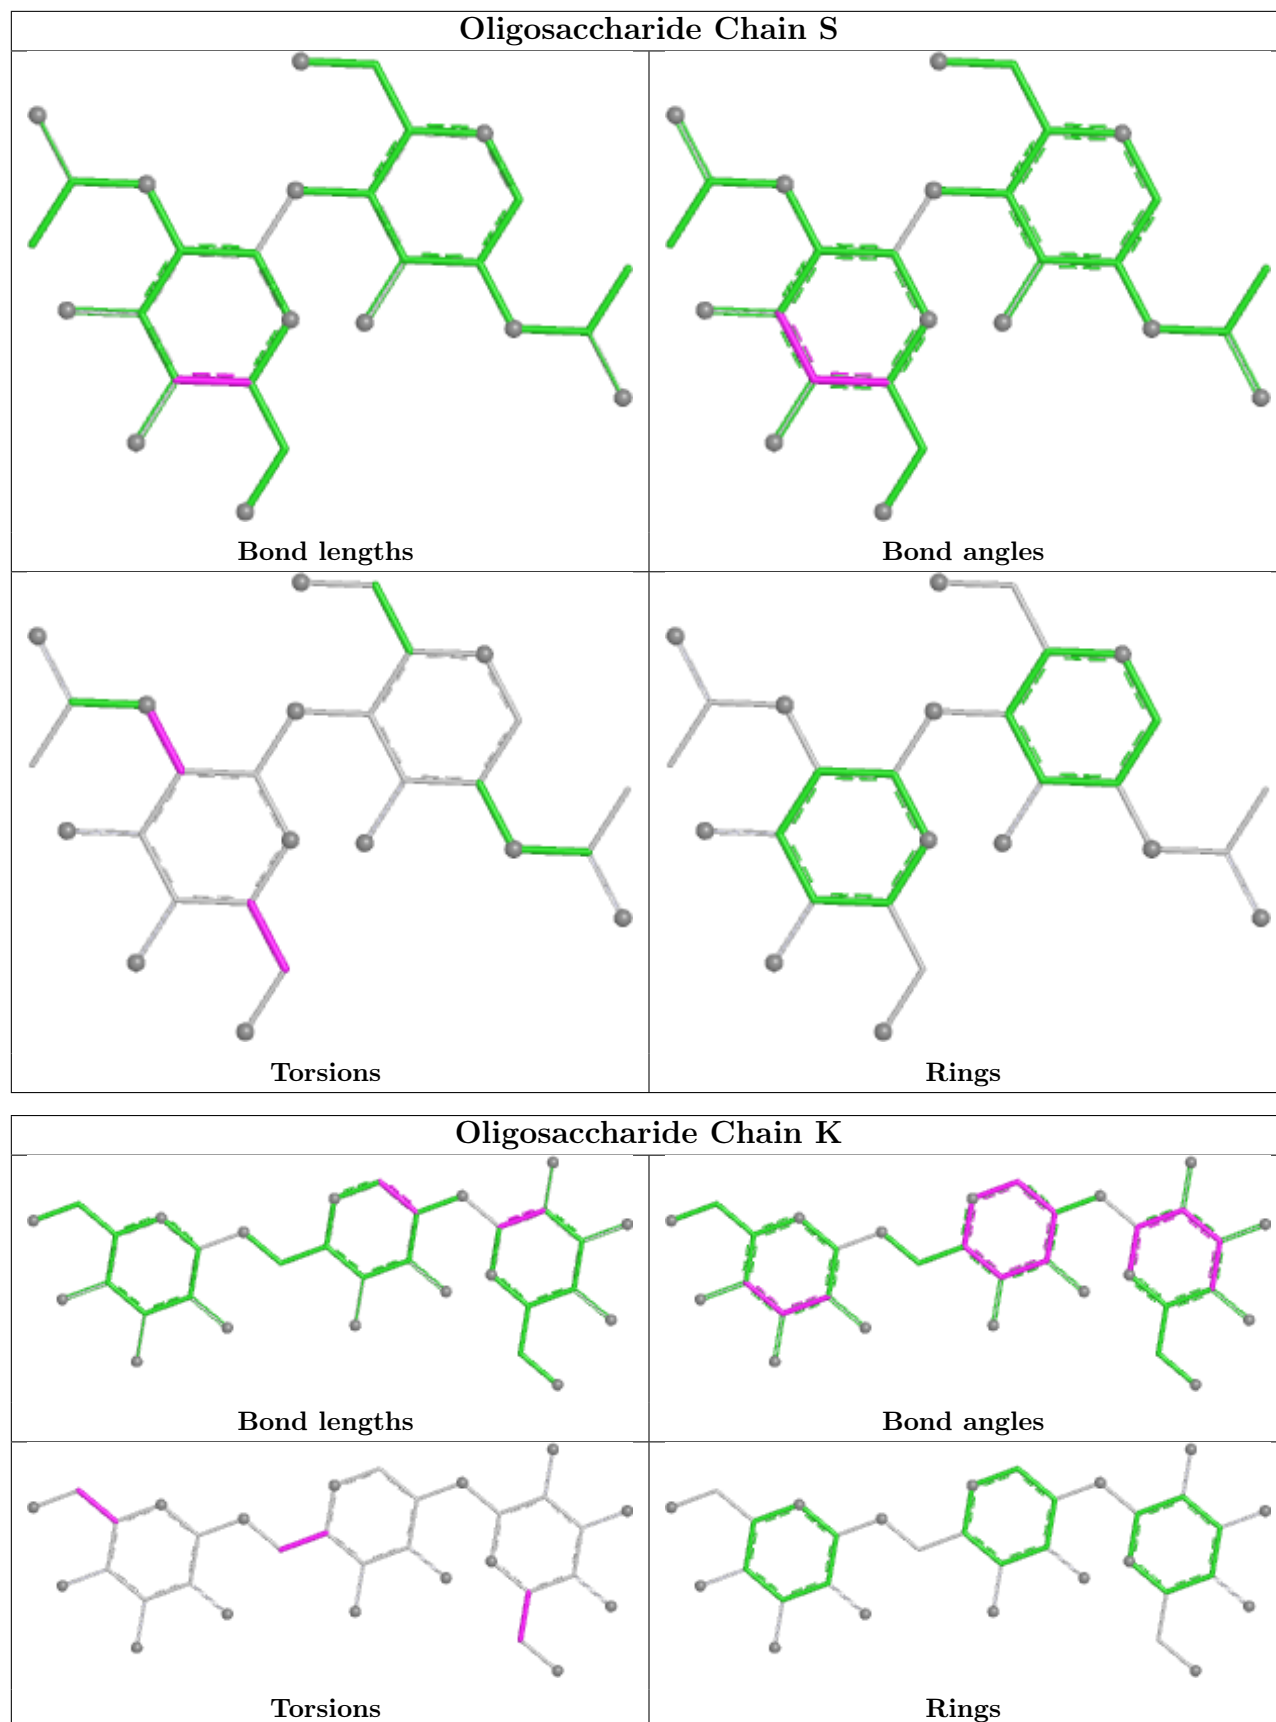 Oligosaccharide Chain S
Bond lengths
Bond angles
Torsions
Rings
Oligosaccharide Chain K
Bond lengths
Bond angles
Torsions
Rings